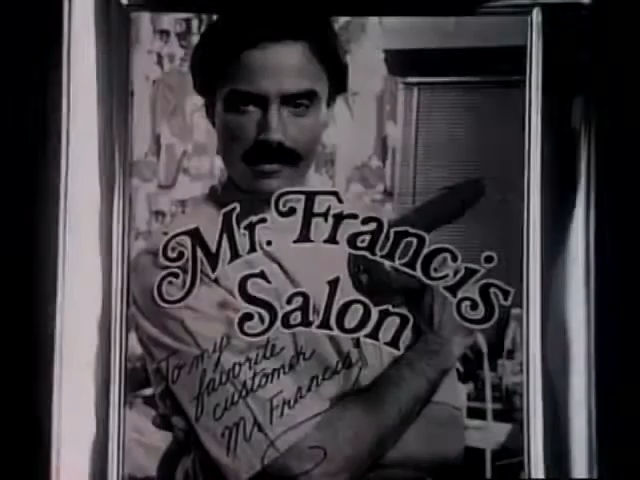 Mr. Francis
Salon
To my
favorite
customer
Mr Francis